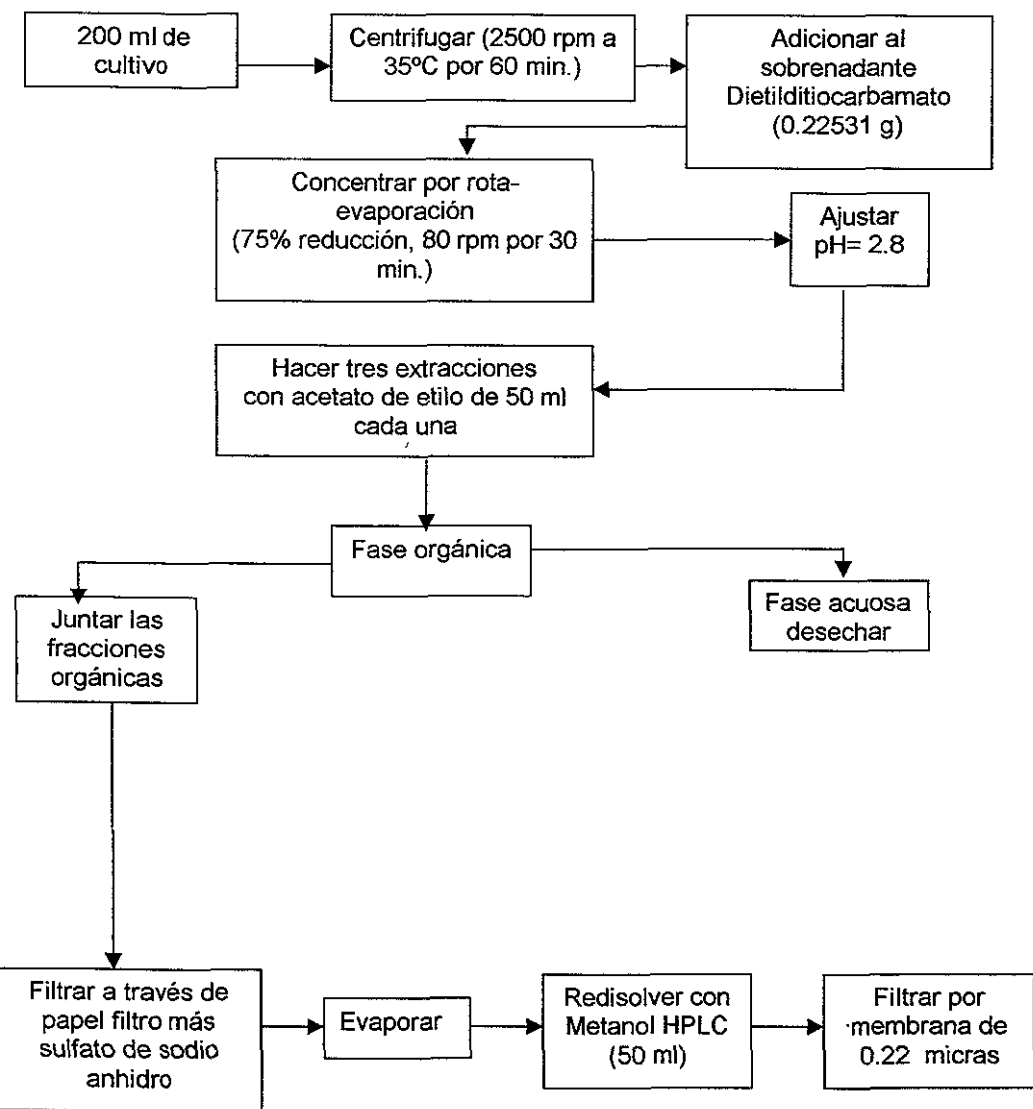 200 ml de
cultivo
Centrifugar (2500 rpm a
35ºC por 60 min.)
Adicionar al
sobrenadante
Dietilditiocarbamato
(0.22531 g)
Concentrar por rota-
evaporación
(75% reducción, 80 rpm por 30
min.)
Ajustar
pH= 2.8
Hacer tres extracciones
con acetato de etilo de 50 ml
cada una
Fase orgánica
Fase acuosa
desechar
Juntar las
fracciones
orgánicas
Filtrar a través de
papel filtro más
sulfato de sodio
anhidro
Evaporar
Redisolver con
Metanol HPLC
(50 ml)
Filtrar por
membrana de
0.22 micras